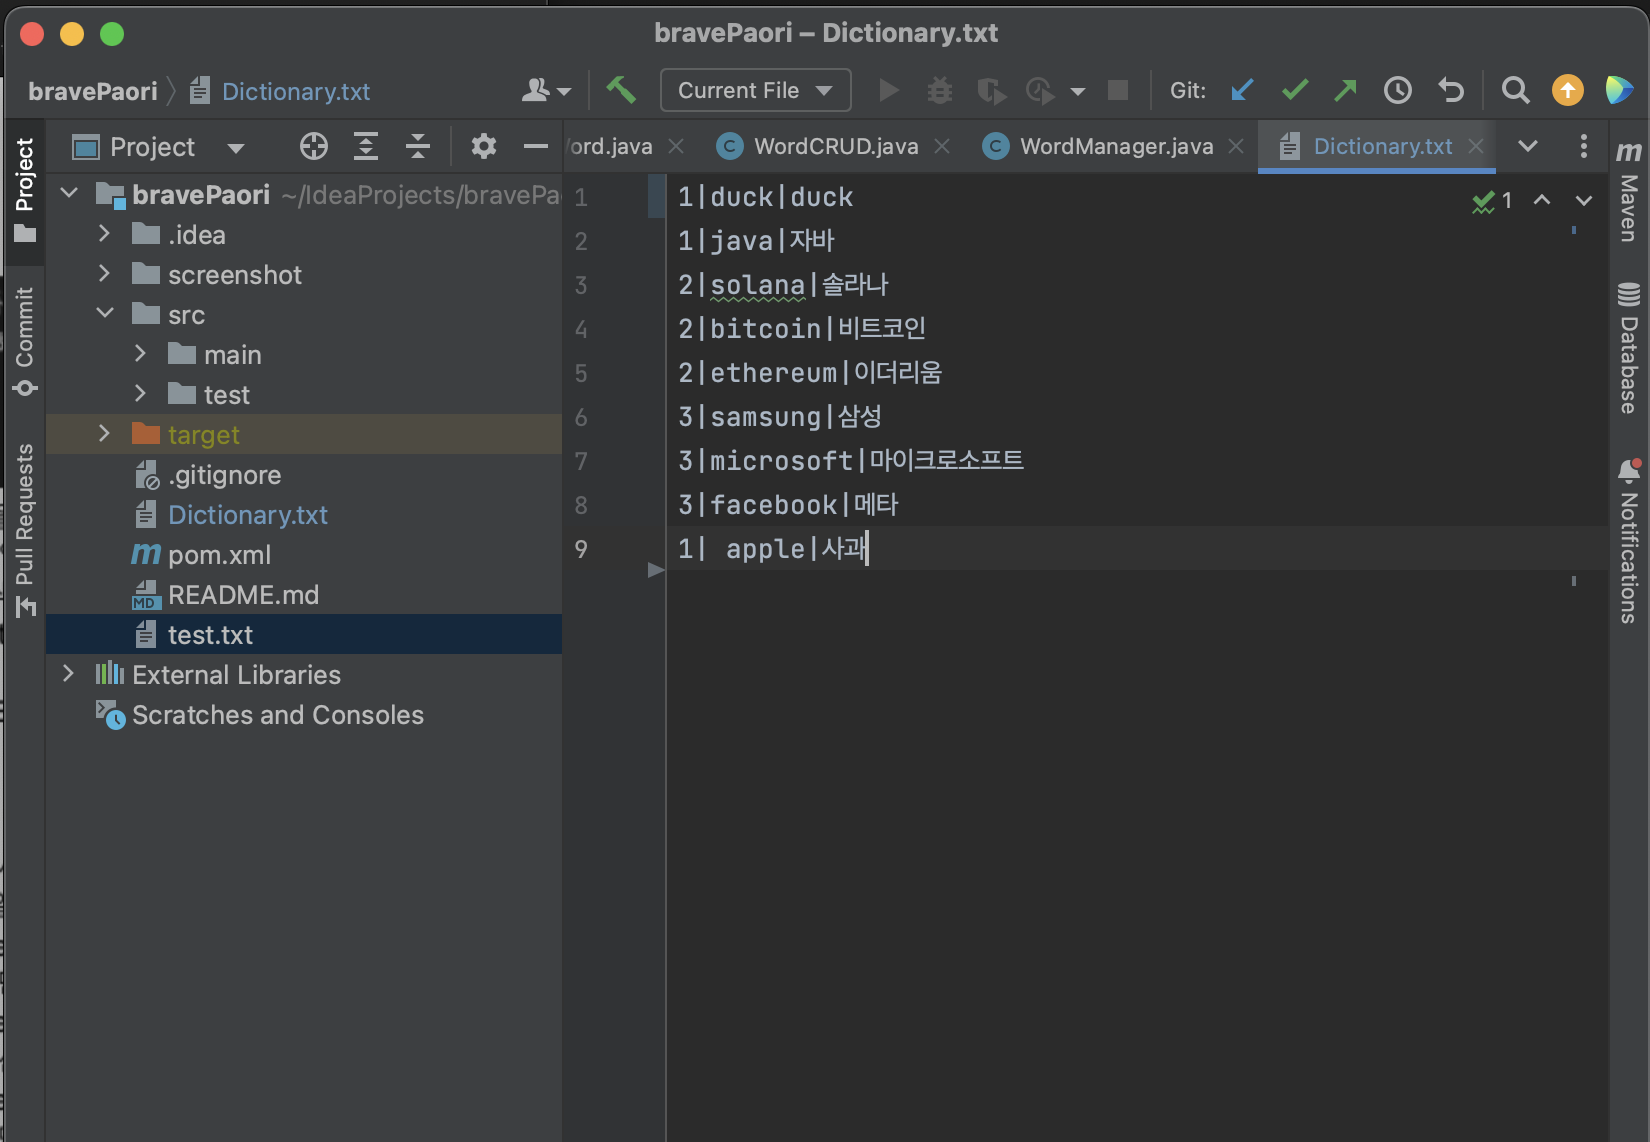 bravePaori – Dictionary.txt
bravePaori Dictionary.txt Current File Git:
Project
Commit
Pull Requests
Project
bravePaori ~/IdeaProjects/bravePa
.idea
screenshot
src
main
test
target
.gitignore
Dictionary.txt
m pom.xml
MD README.md
test.txt
External Libraries
Scratches and Consoles
ord.java C WordCRUD.java C WordManager.java Dictionary.txt
1 1|duck|duck
2 1|java|자바
3 2|solana|솔라나
4 2|bitcoin|비트코인
5 2|ethereum|이더리움
6 3|samsung|삼성
7 3|microsoft|마이크로소프트
8 3|facebook|메타
9 1| apple|사과
1
m Maven
Database
Notifications